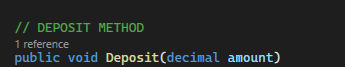 // DEPOSIT METHOD
1 reference
public void Deposit(decimal amount)